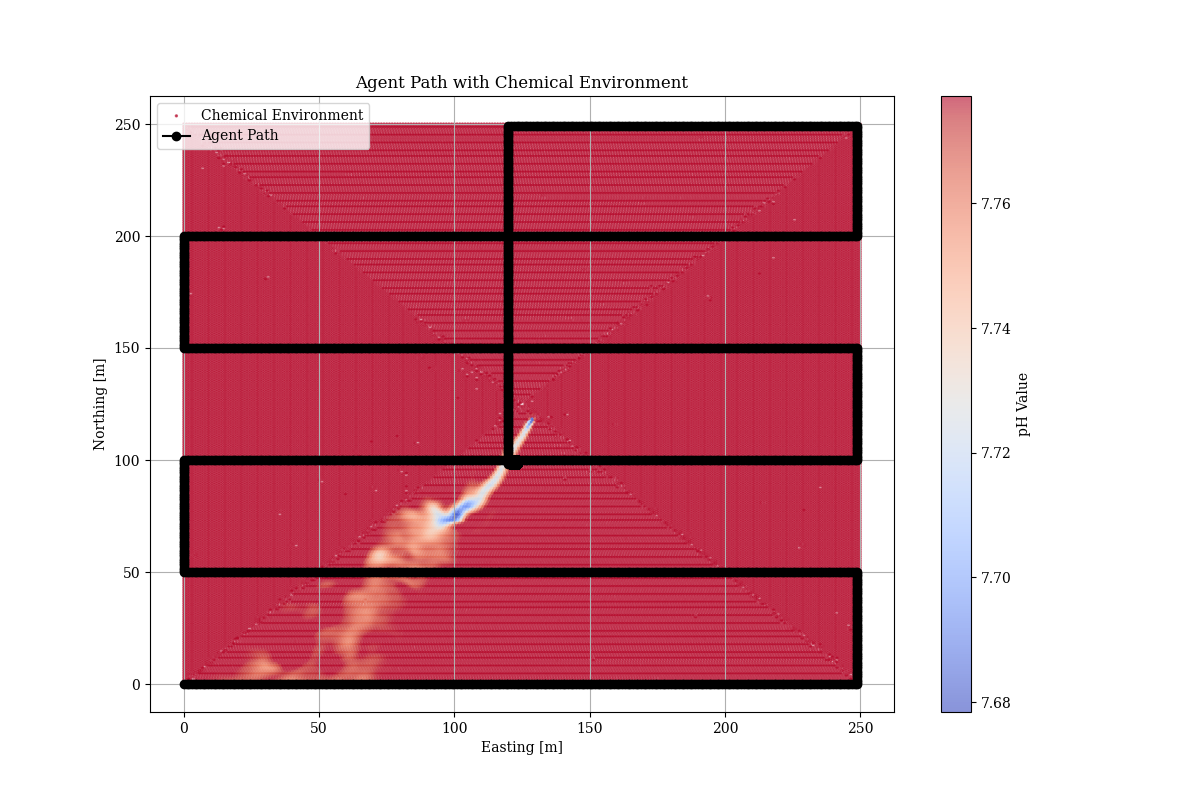 Agent Path with Chemical Environment
Chemical Environment
Agent Path
250
200
150
100
50
0
Northing [m]
0 50 100 150 200 250
Easting [m]
7.76
7.74
7.72
7.70
7.68
pH Value